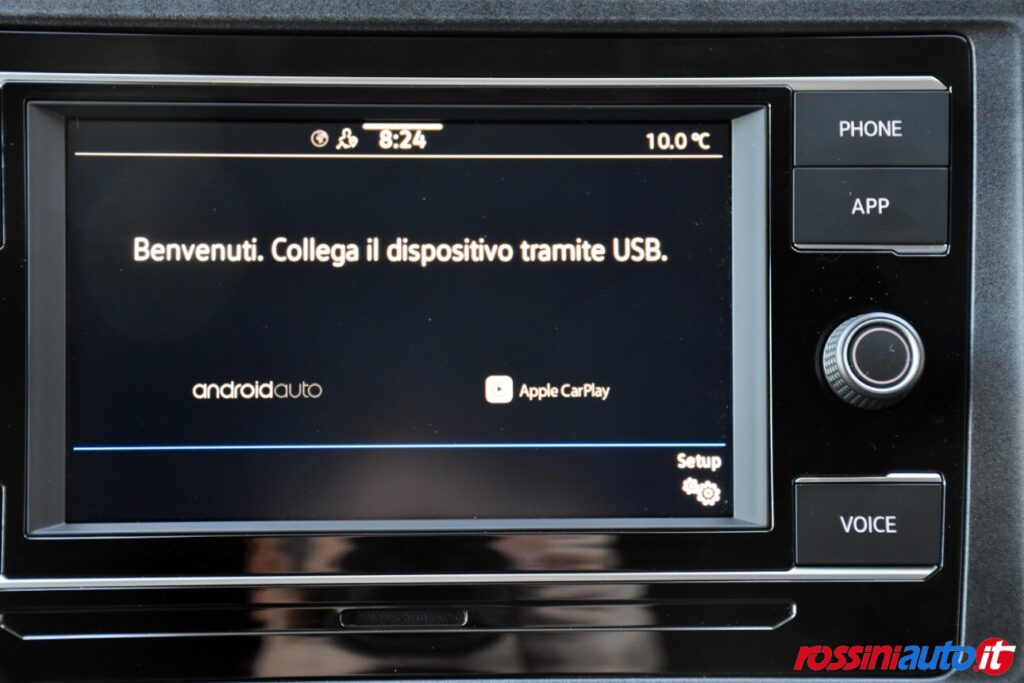 8:24
10.0 °C
PHONE
APP
Benvenuti. Collega il dispositivo tramite USB.
androidauto
Apple CarPlay
Setup
VOICE
rossiniauto.it